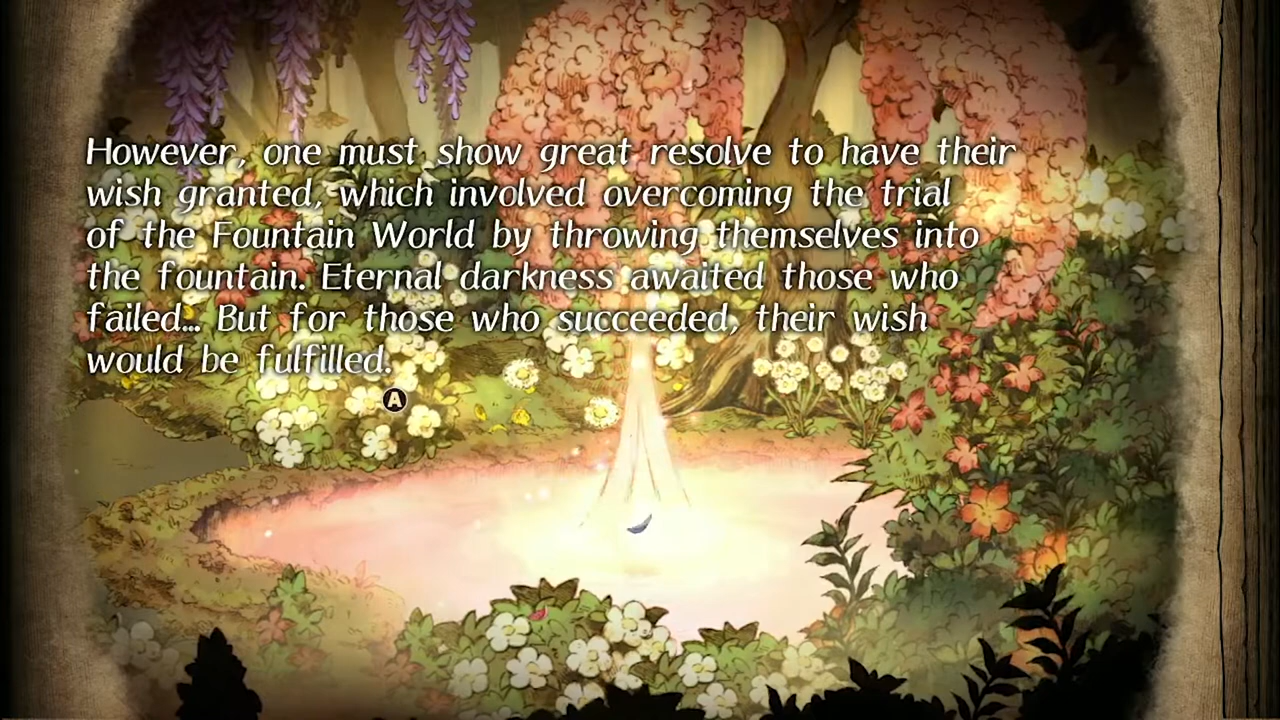 However, one must show great resolve to have their
wish granted, which involved overcoming the trial
of the Fountain World by throwing themselves into
the fountain. Eternal darkness awaited those who
failed... But for those who succeeded, their wish
would be fulfilled.
A